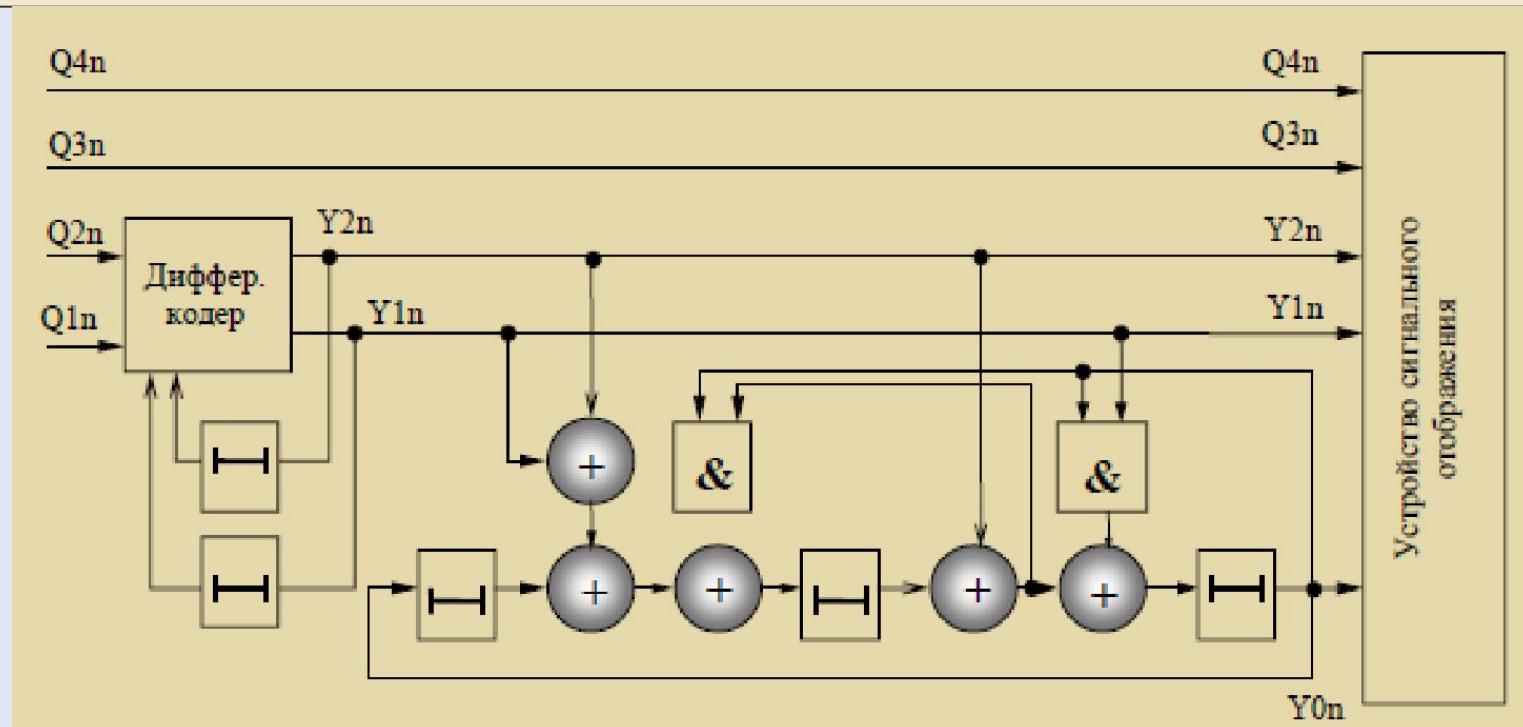 Q4n
Q4n
Q3n
Q3n
Q2n
Y2n
Y2n
Диффер.
кодер
Q1n
Y1n
Y1n
Устройство сигнального
отображения
+
&
&
+
+
+
+
Y0n